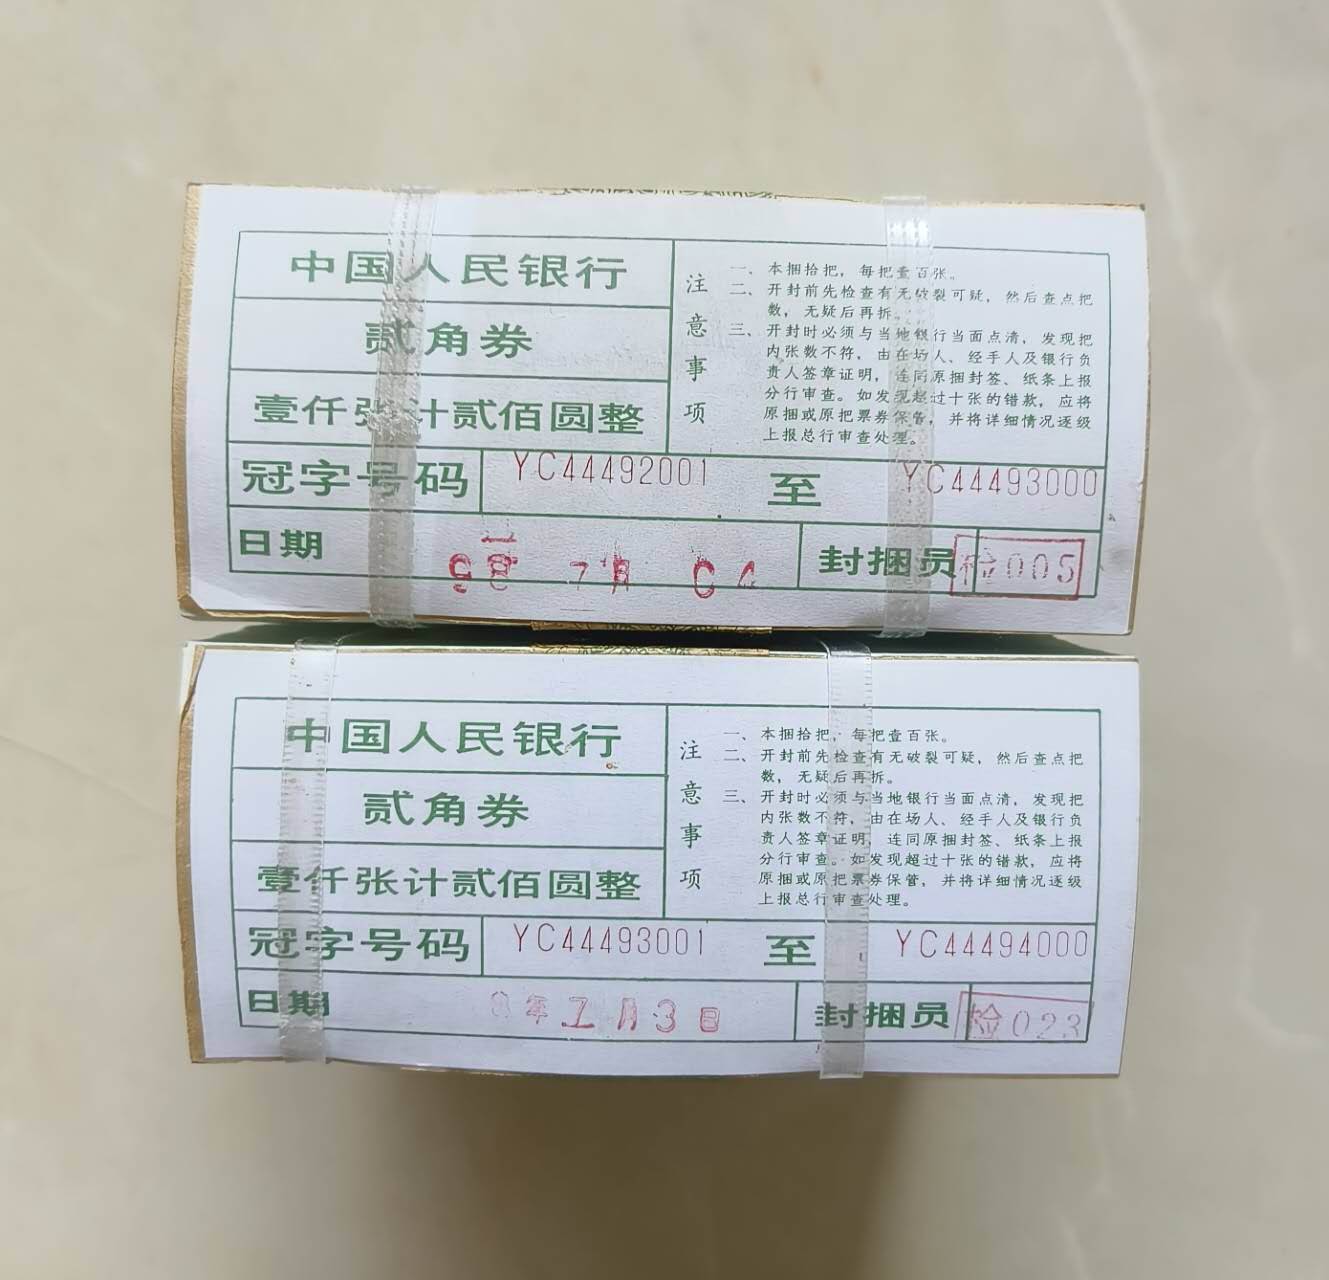 中国人民银行
贰角券
壹仟张计贰佰圆整
注意事项
一、本捆拾把，每把壹百张。
二、开封前先检查有无破裂可疑，然后查点把
数，无疑后再拆。
三、开封时必须与当地银行当面点清，发现把
内张数不符，由在场人、经手人及银行负
责人签章证明，连同原捆封签、纸条上报
分行审查。如发现超过十张的错款，应将
原捆或原把票券保管，并将详细情况逐级
上报总行审查处理。
冠字号码 YC44492001 至 YC44493000
日期 封捆员 检005
中国人民银行
贰角券
壹仟张计贰佰圆整
注意事项
一、本捆拾把，每把壹百张。
二、开封前先检查有无破裂可疑，然后查点把
数，无疑后再拆。
三、开封时必须与当地银行当面点清，发现把
内张数不符，由在场人、经手人及银行负
责人签章证明，连同原捆封签、纸条上报
分行审查。如发现超过十张的错款，应将
原捆或原把票券保管，并将详细情况逐级
上报总行审查处理。
冠字号码 YC44493001 至 YC44494000
日期 年 月3日 封捆员 检023